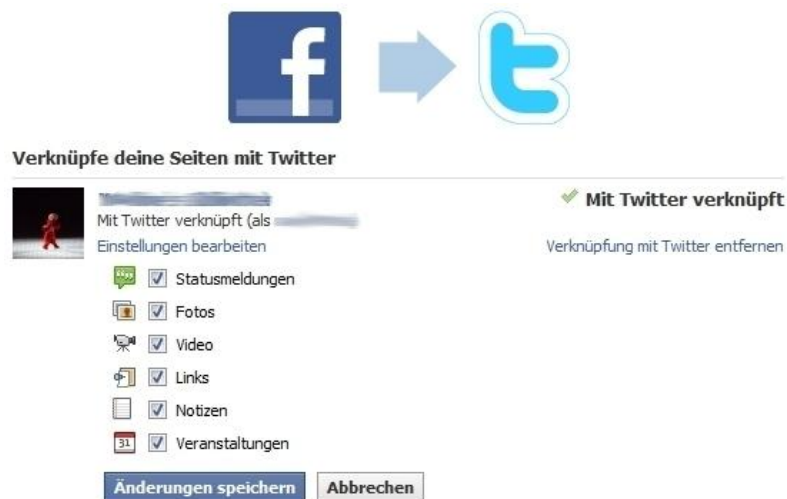 f
t
Verknüpfe deine Seiten mit Twitter
Mit Twitter verknüpft
Mit Twitter verknüpft (als
Einstellungen bearbeiten
Verknüpfung mit Twitter entfernen
Statusmeldungen
Fotos
Video
Links
Notizen
31
Veranstaltungen
Änderungen speichern
Abbrechen